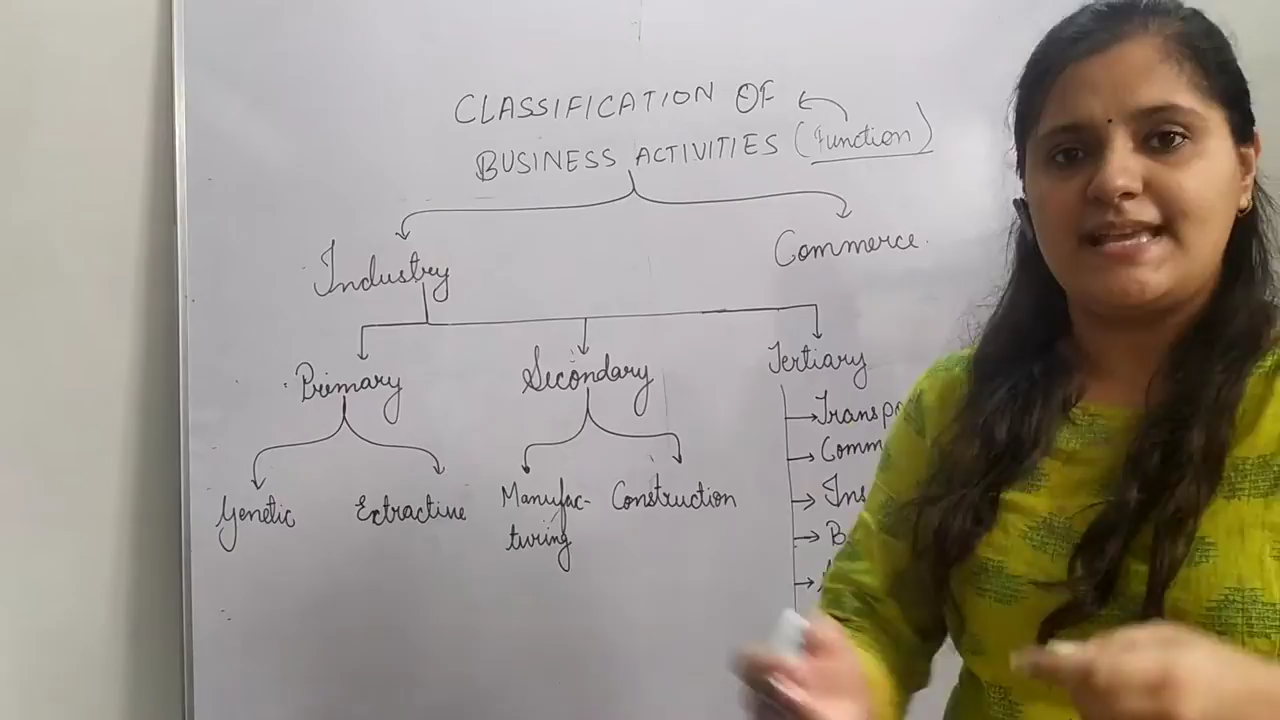 CLASSIFICATION OF
BUSINESS ACTIVITIES (Function)
Industry
Commerce.
Primary
Secondary
Tertiary
Genetic
Extractive
Manufac- Construction
turing